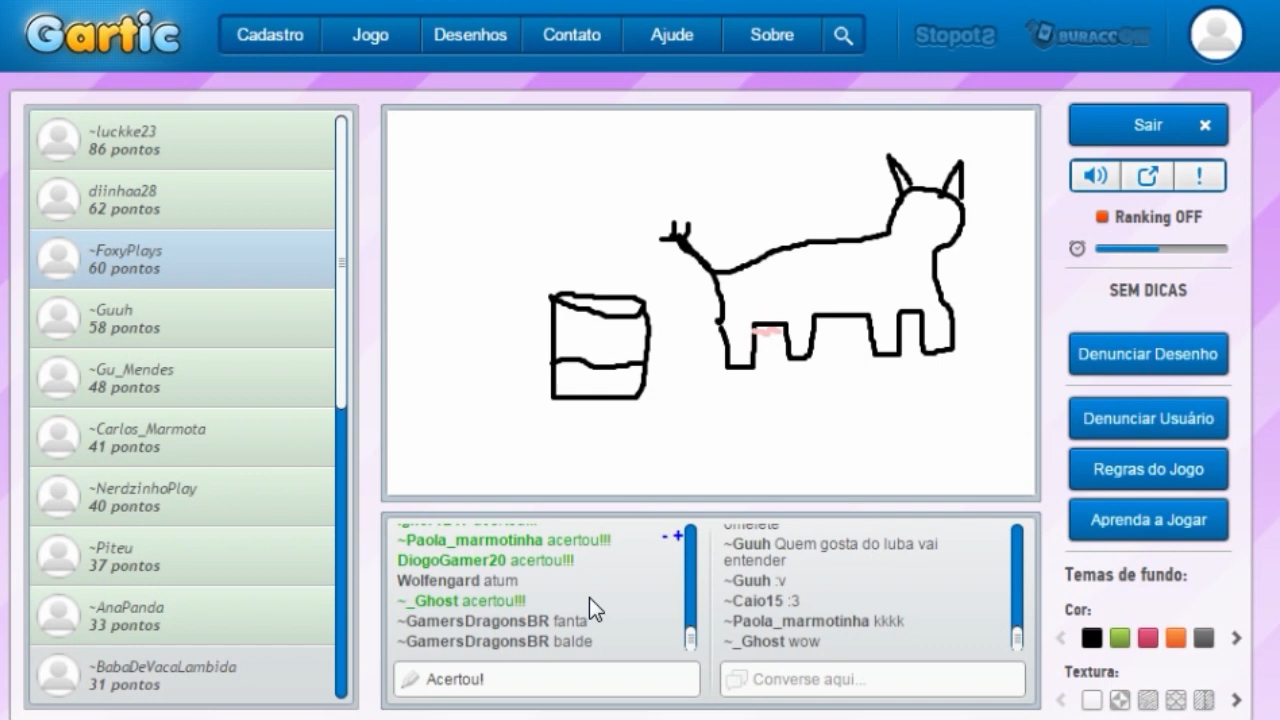 Gartic
Cadastro
Jogo
Desenhos
Contato
Ajuda
Sobre
StopotS
~luckke23
86 pontos
diinhaa28
62 pontos
~FoxyPlays
60 pontos
~Guuh
58 pontos
~Gu_Mendes
48 pontos
~Carlos_Marmota
41 pontos
~NerdzinhoPlay
40 pontos
~Piteu
37 pontos
~AnaPanda
33 pontos
~BabaDeVacaLambida
31 pontos
~Paola_marmotinha acertou!!!
DiogoGamer20 acertou!!!
Wolfengard atum
~_Ghost acertou!!!
~GamersDragonsBR fanta
~GamersDragonsBR balde
- +
Acertou!
omelete
~Guuh Quem gosta do luba vai
entender
~Guuh :v
~Caio15 :3
~Paola_marmotinha kkkk
~_Ghost wow
Converse aqui...
Sair x
!
Ranking OFF
SEM DICAS
Denunciar Desenho
Denunciar Usuário
Regras do Jogo
Aprenda a Jogar
Temas de fundo:
Cor:
Textura: